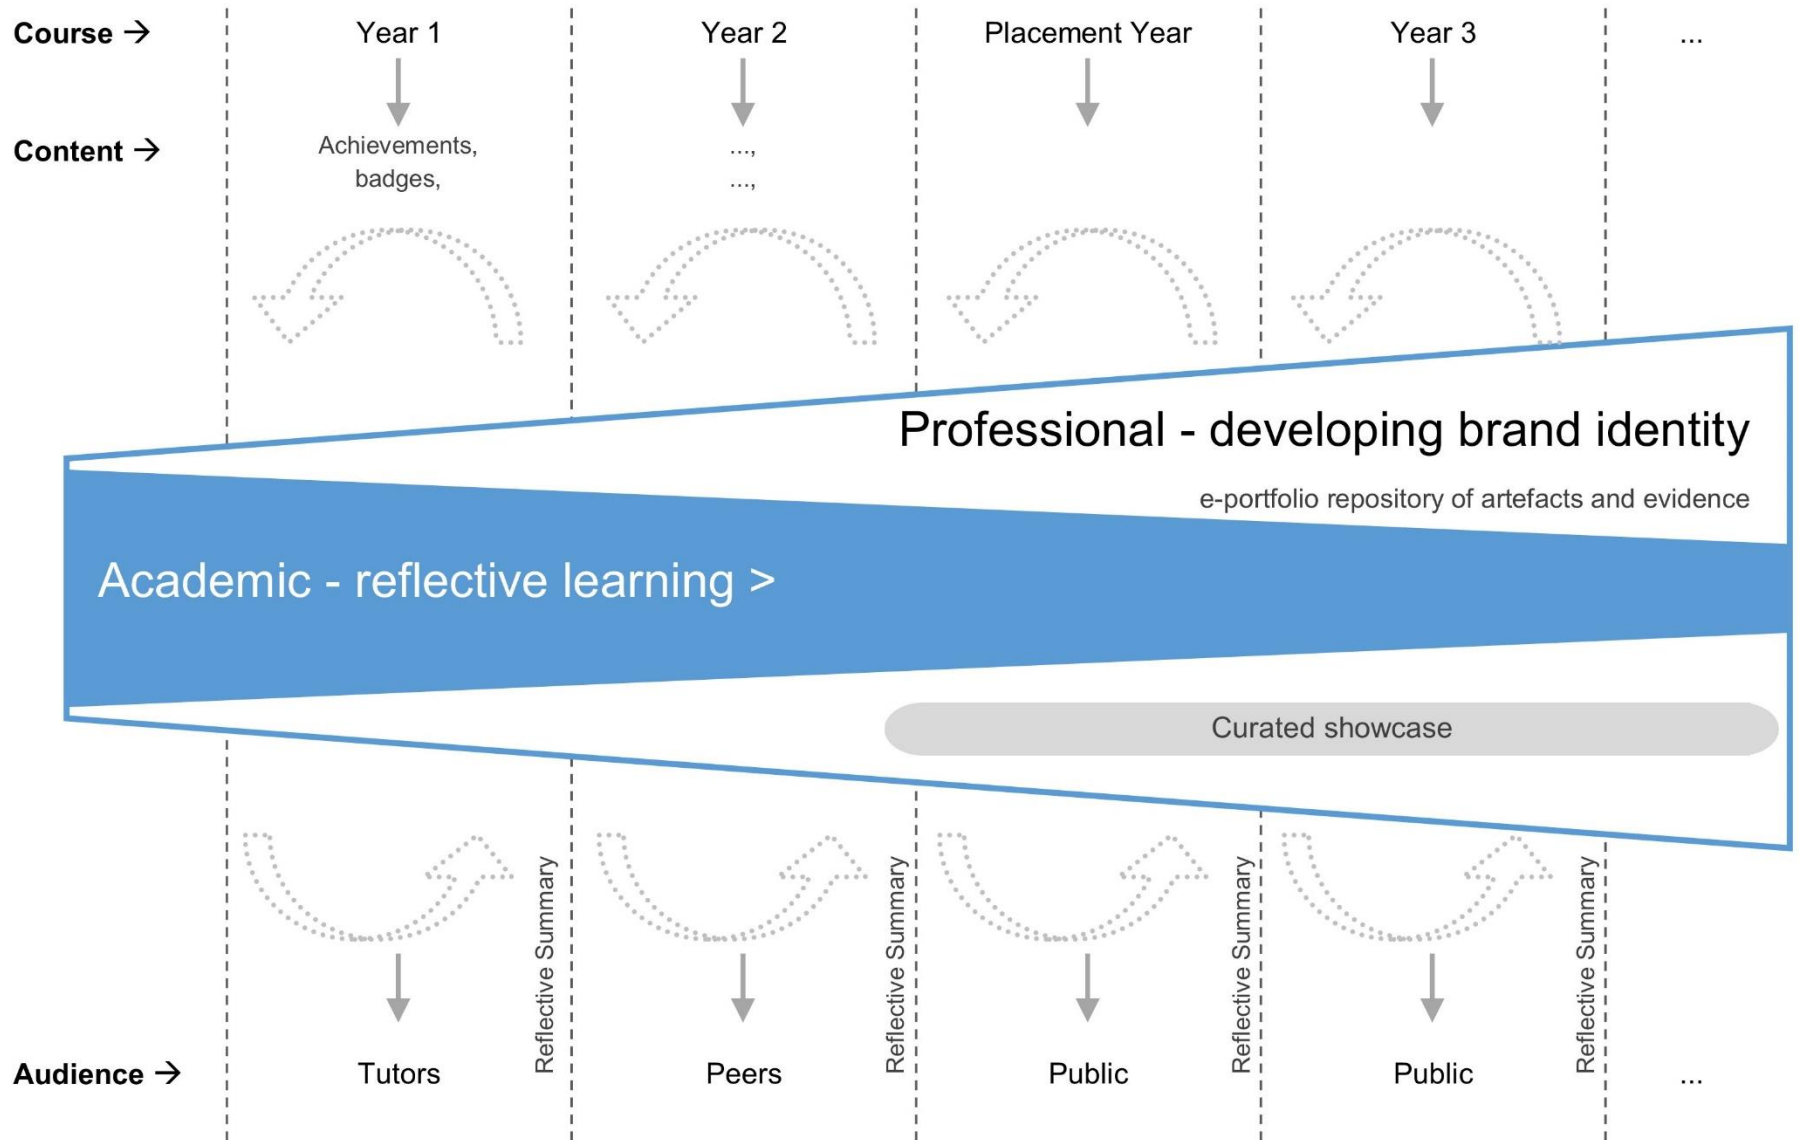 Course → Year 1 Year 2 Placement Year Year 3 ...
Content → Achievements, ...,
badges, ...,
Professional - developing brand identity
e-portfolio repository of artefacts and evidence
Academic - reflective learning >
Curated showcase
Reflective Summary
Reflective Summary
Reflective Summary
Reflective Summary
Audience → Tutors Peers Public Public ...